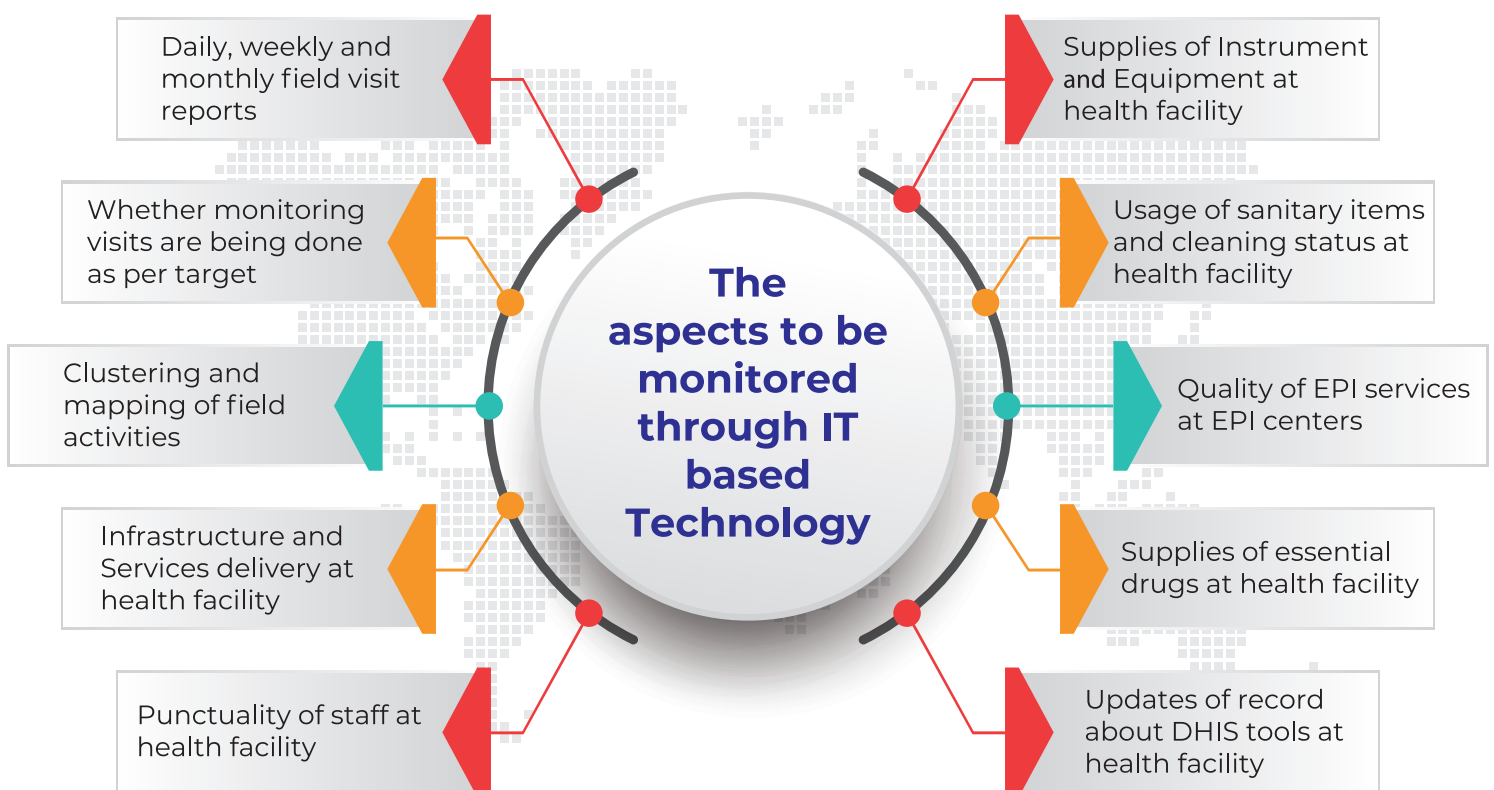 The
aspects to be
monitored
through IT
based
Technology
Daily, weekly and
monthly field visit
reports
Whether monitoring
visits are being done
as per target
Clustering and
mapping of field
activities
Infrastructure and
Services delivery at
health facility
Punctuality of staff at
health facility
Supplies of Instrument
and Equipment at
health facility
Usage of sanitary items
and cleaning status at
health facility
Quality of EPI services
at EPI centers
Supplies of essential
drugs at health facility
Updates of record
about DHIS tools at
health facility